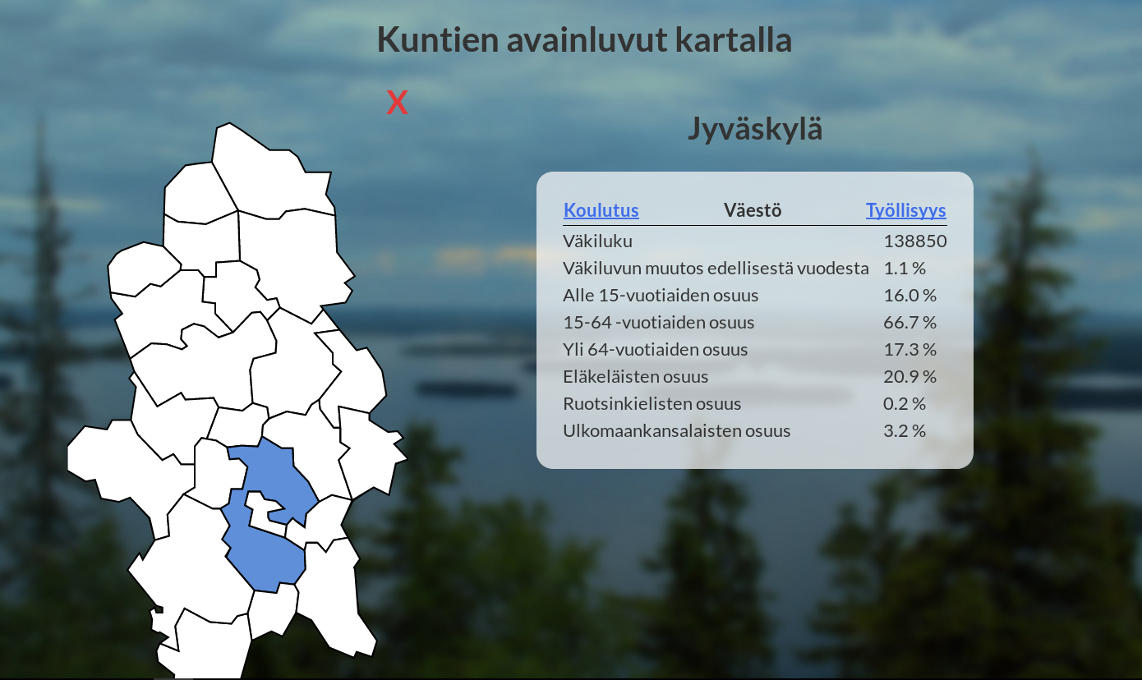 Kuntien avainluvut kartalla
X
Jyväskylä
Koulutus Väestö Työllisyys
Väkiluku 138850
Väkiluvun muutos edellisestä vuodesta 1.1 %
Alle 15-vuotiaiden osuus 16.0 %
15-64 -vuotiaiden osuus 66.7 %
Yli 64-vuotiaiden osuus 17.3 %
Eläkeläisten osuus 20.9 %
Ruotsinkielisten osuus 0.2 %
Ulkomaankansalaisten osuus 3.2 %